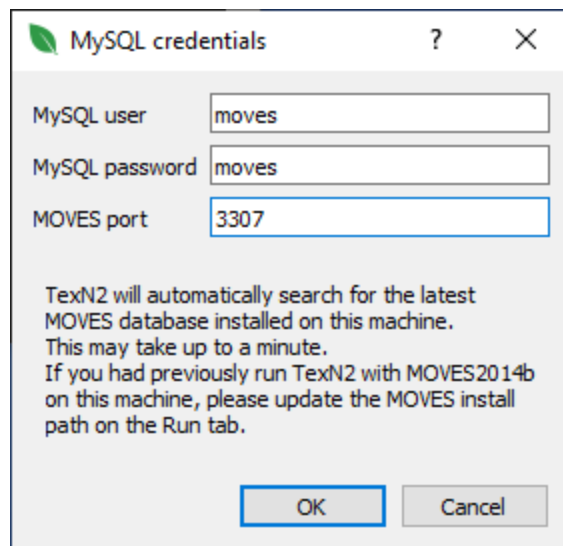 MySQL credentials ? ×
MySQL user moves
MySQL password moves
MOVES port 3307
TexN2 will automatically search for the latest
MOVES database installed on this machine.
This may take up to a minute.
If you had previously run TexN2 with MOVES2014b
on this machine, please update the MOVES install
path on the Run tab.
OK Cancel